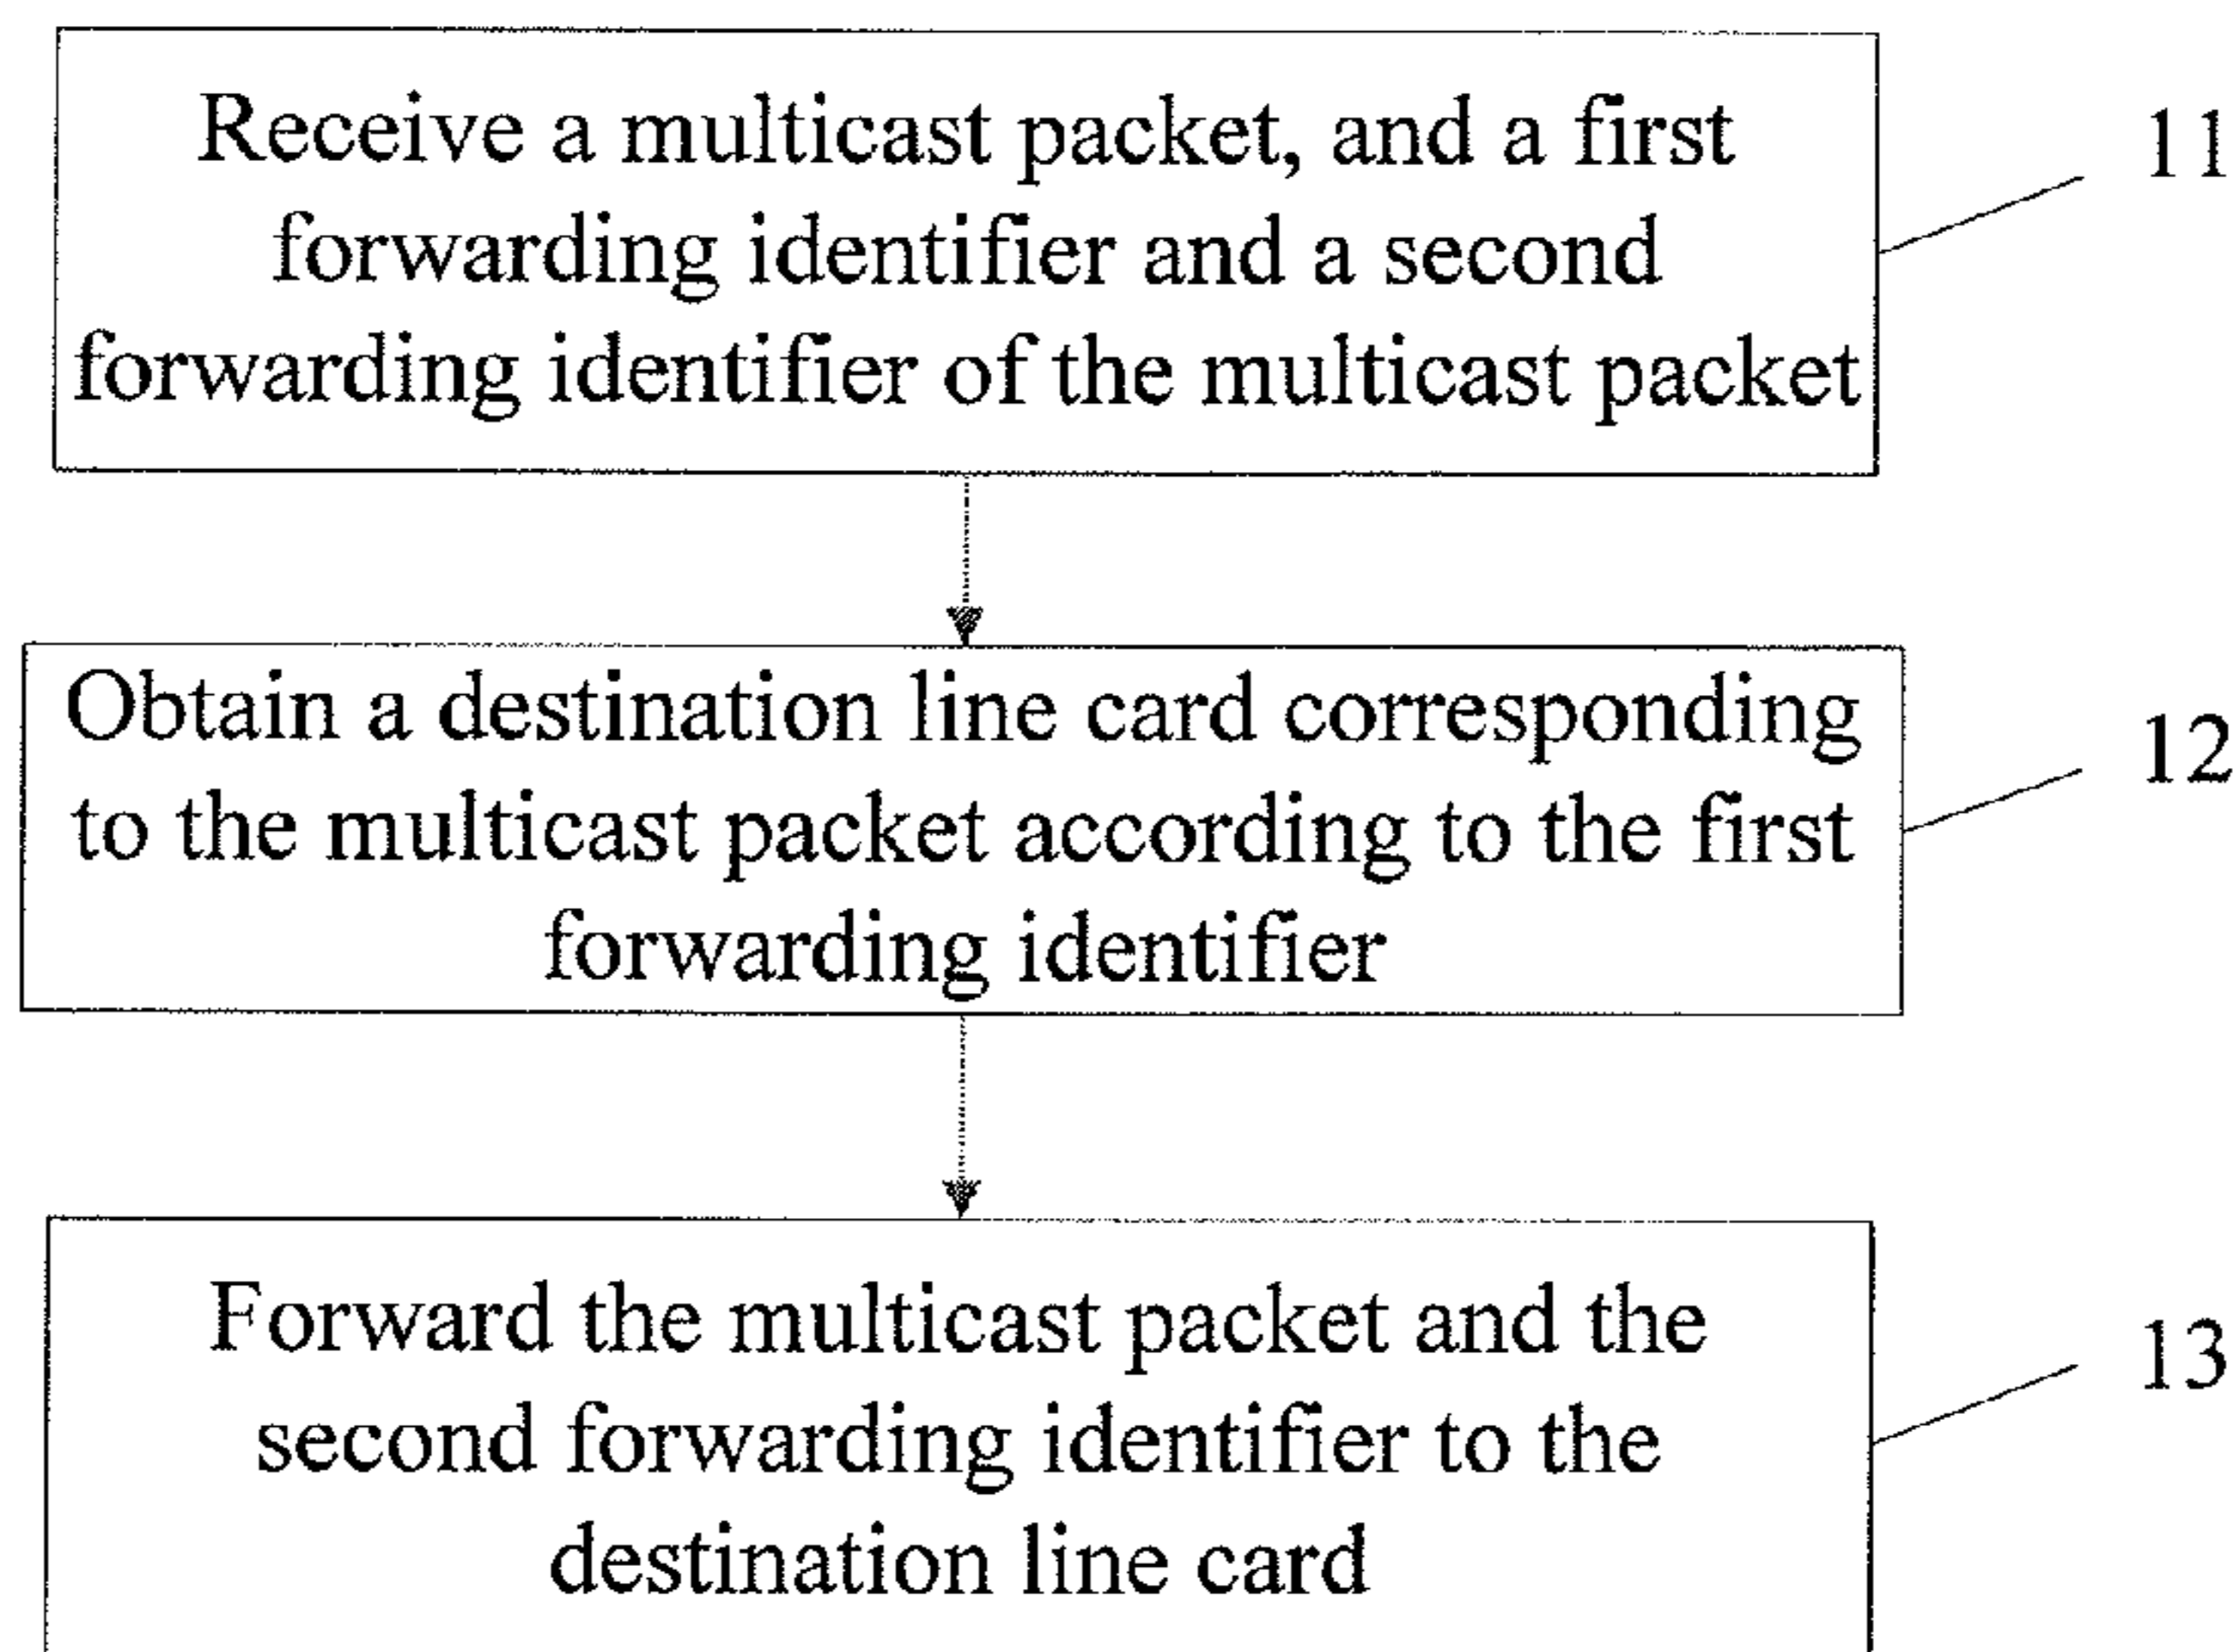 Receive a multicast packet, and a first
forwarding identifier and a second
forwarding identifier of the multicast packet
11
Obtain a destination line card corresponding
to the multicast packet according to the first
forwarding identifier
12
Forward the multicast packet and the
second forwarding identifier to the
destination line card
13